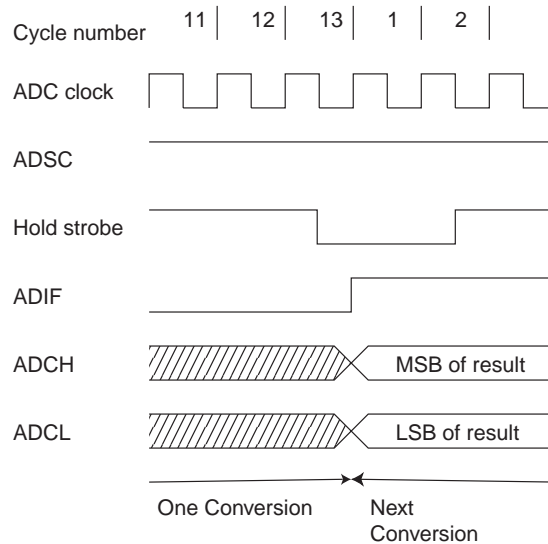 Cycle number 11 12 13 1 2
ADC clock
ADSC
Hold strobe
ADIF
ADCH MSB of result
ADCL LSB of result
One Conversion Next
Conversion